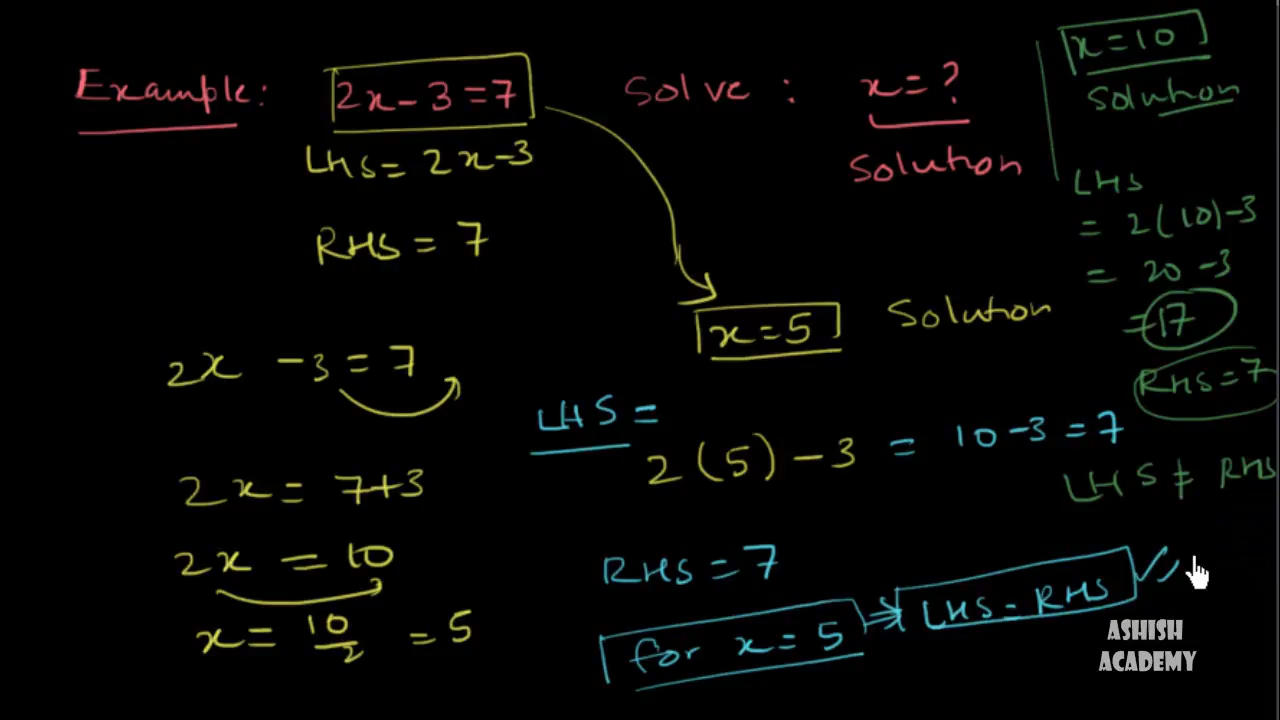 Example: 2x-3=7 Solve: x=?
LHS=2x-3
Solution
RHS=7
2x -3=7
2x=7+3
2x=10
x=10/2 =5
x=5 Solution
LHS=
2(5)-3 = 10-3=7
RHS=7
for x=5 → LHS=RHS
x=10
Solution
LHS
= 2(10)-3
= 20-3
=17
RHS=7
LHS≠RHS
ASHISH
ACADEMY